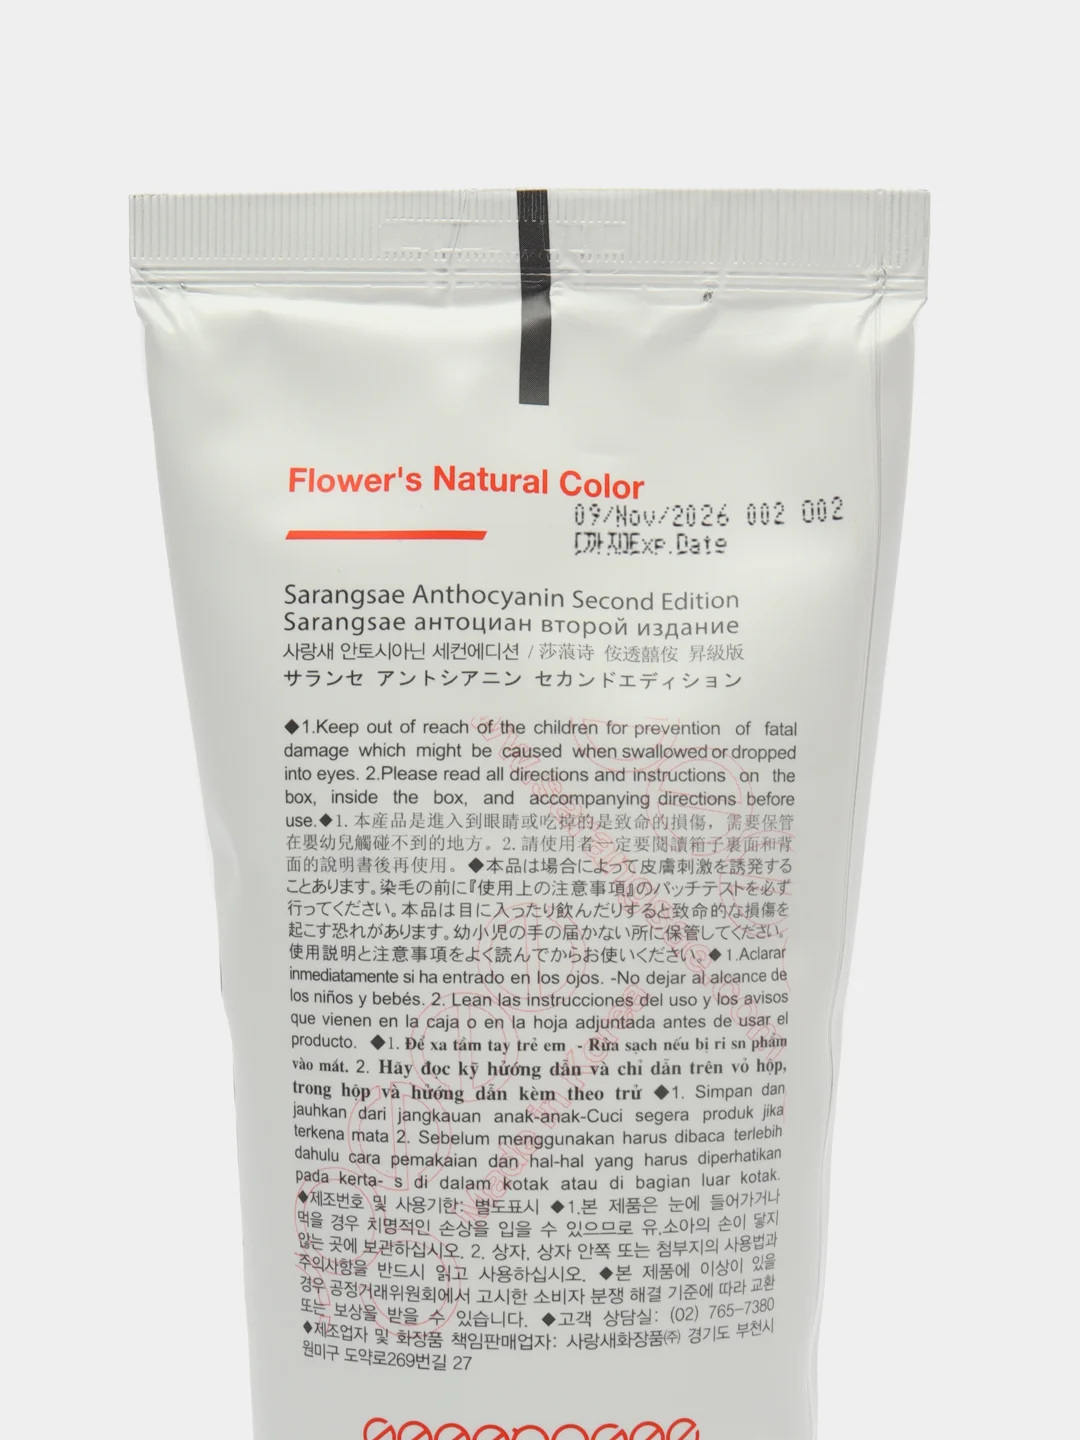 Flower's Natural Color
09/Nov/2026 002 002
[까지]Exp.Date
Sarangsae Anthocyanin Second Edition
Sarangsae антоциан второй издание
사랑새 안토시아닌 세컨에디션 / 莎蒎诗 侒透囍侒 昇級版
サランセ アントシアニン セカンドエディション
◆1.Keep out of reach of the children for prevention of fatal
damage which might be caused when swallowed or dropped
into eyes. 2.Please read all directions and instructions on the
box, inside the box, and accompanying directions before
use.◆1. 本産品是進入到眼睛或吃掉的是致命的損傷，需要保管
在嬰幼兒觸碰不到的地方。2. 請使用者一定要閱讀箱子裏面和背
面的說明書後再使用。◆本品は場合によって皮膚刺激を誘発する
ことあります。染毛の前に『使用上の注意事項』のパッチテストを必ず
行ってください。本品は目に入ったり飲んだりすると致命的な損傷を
起こす恐れがあります。幼小児の手の届かない所に保管してください。
使用説明と注意事項をよく読んでからお使いください。◆1.Aclarar
inmediatamente si ha entrado en los ojos. -No dejar al alcance de
los niños y bebés. 2. Lean las instrucciones del uso y los avisos
que vienen en la caja o en la hoja adjuntada antes de usar el
producto. ◆1. Để xa tầm tay trẻ em - Rửa sạch nếu bị rỉ sn phẩm
vào mắt. 2. Hãy đọc kỹ hướng dẫn và chỉ dẫn trên vỏ hộp,
trong hộp và hướng dẫn kèm theo trử ◆1. Simpan dan
jauhkan dari jangkauan anak-anak-Cuci segera produk jika
terkena mata 2. Sebelum menggunakan harus dibaca terlebih
dahulu cara pemakaian dan hal-hal yang harus diperhatikan
pada kerta- s di dalam kotak atau di bagian luar kotak.
◆제조번호 및 사용기한: 별도표시 ◆1.본 제품은 눈에 들어가거나
먹을 경우 치명적인 손상을 입을 수 있으므로 유,소아의 손이 닿지
않는 곳에 보관하십시오. 2. 상자, 상자 안쪽 또는 첨부지의 사용법과
주의사항을 반드시 읽고 사용하십시오. ◆본 제품에 이상이 있을
경우 공정거래위원회에서 고시한 소비자 분쟁 해결 기준에 따라 교환
또는 보상을 받을 수 있습니다. ◆고객 상담실: (02) 765-7380
◆제조업자 및 화장품 책임판매업자: 사랑새화장품㈜ 경기도 부천시
원미구 도약로269번길 27
www.sarangsae.com
Made in Korea